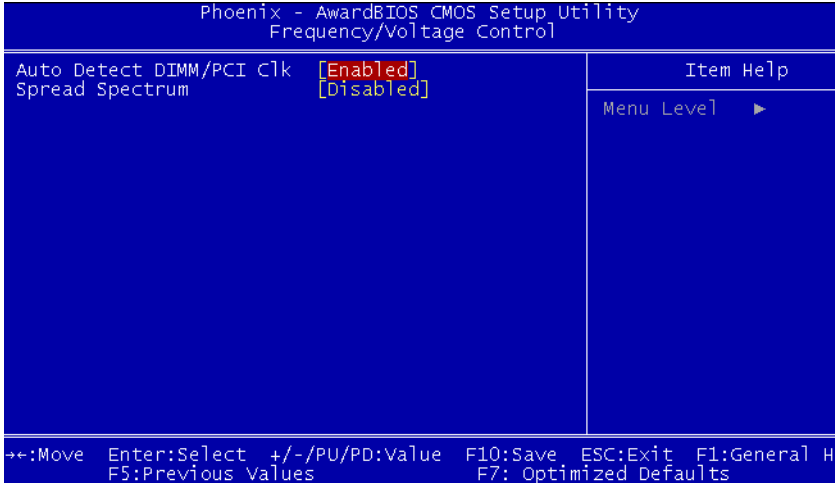 Phoenix - AwardBIOS CMOS Setup Utility
Frequency/Voltage Control
Auto Detect DIMM/PCI Clk [Enabled]
Spread Spectrum [Disabled]
Item Help
Menu Level ►
→←:Move Enter:Select +/-/PU/PD:Value F10:Save ESC:Exit F1:General H
F5:Previous Values F7: Optimized Defaults